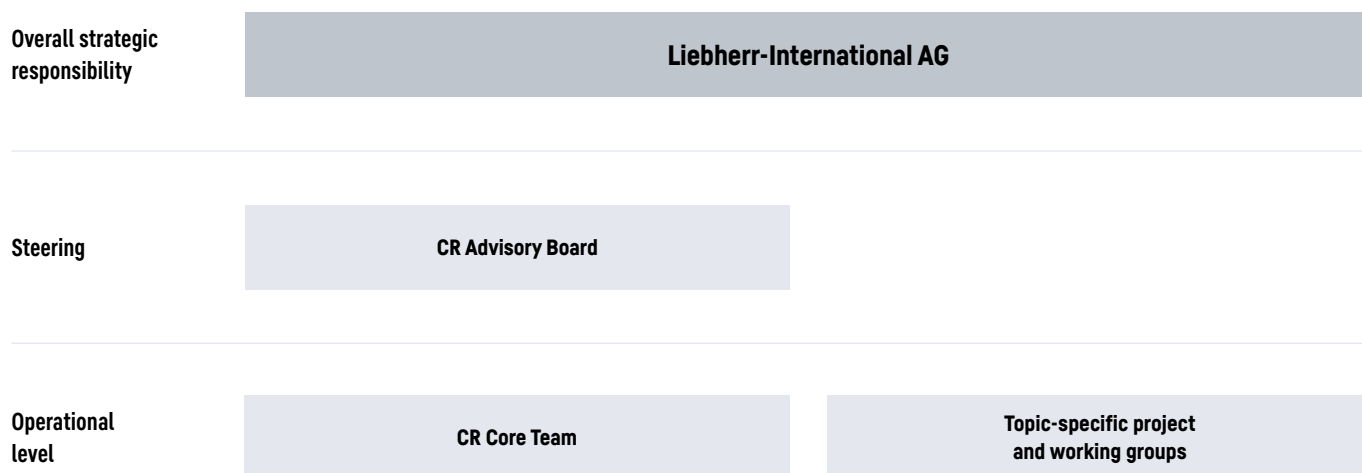 Overall strategic
responsibility
Liebherr-International AG
Steering
CR Advisory Board
Operational
level
CR Core Team
Topic-specific project
and working groups